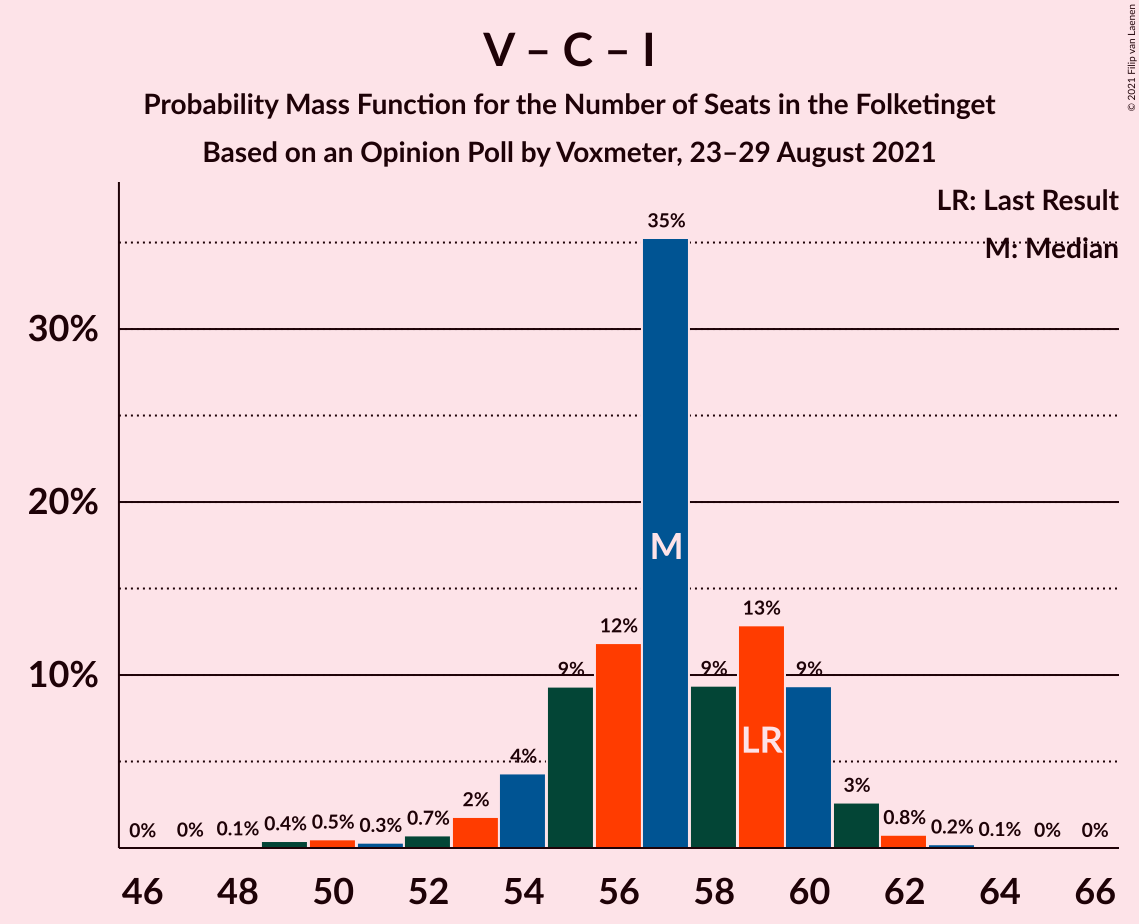 V – C – I
Probability Mass Function for the Number of Seats in the Folketinget
Based on an Opinion Poll by Voxmeter, 23–29 August 2021
© 2021 Filip van Laenen
LR: Last Result
M: Median
30%
20%
10%
0%
0%
0.1%
0.4%
0.5%
0.3%
0.7%
2%
4%
9%
12%
35%
9%
13%
9%
3%
0.8%
0.2%
0.1%
0%
0%
M
LR
46 48 50 52 54 56 58 60 62 64 66